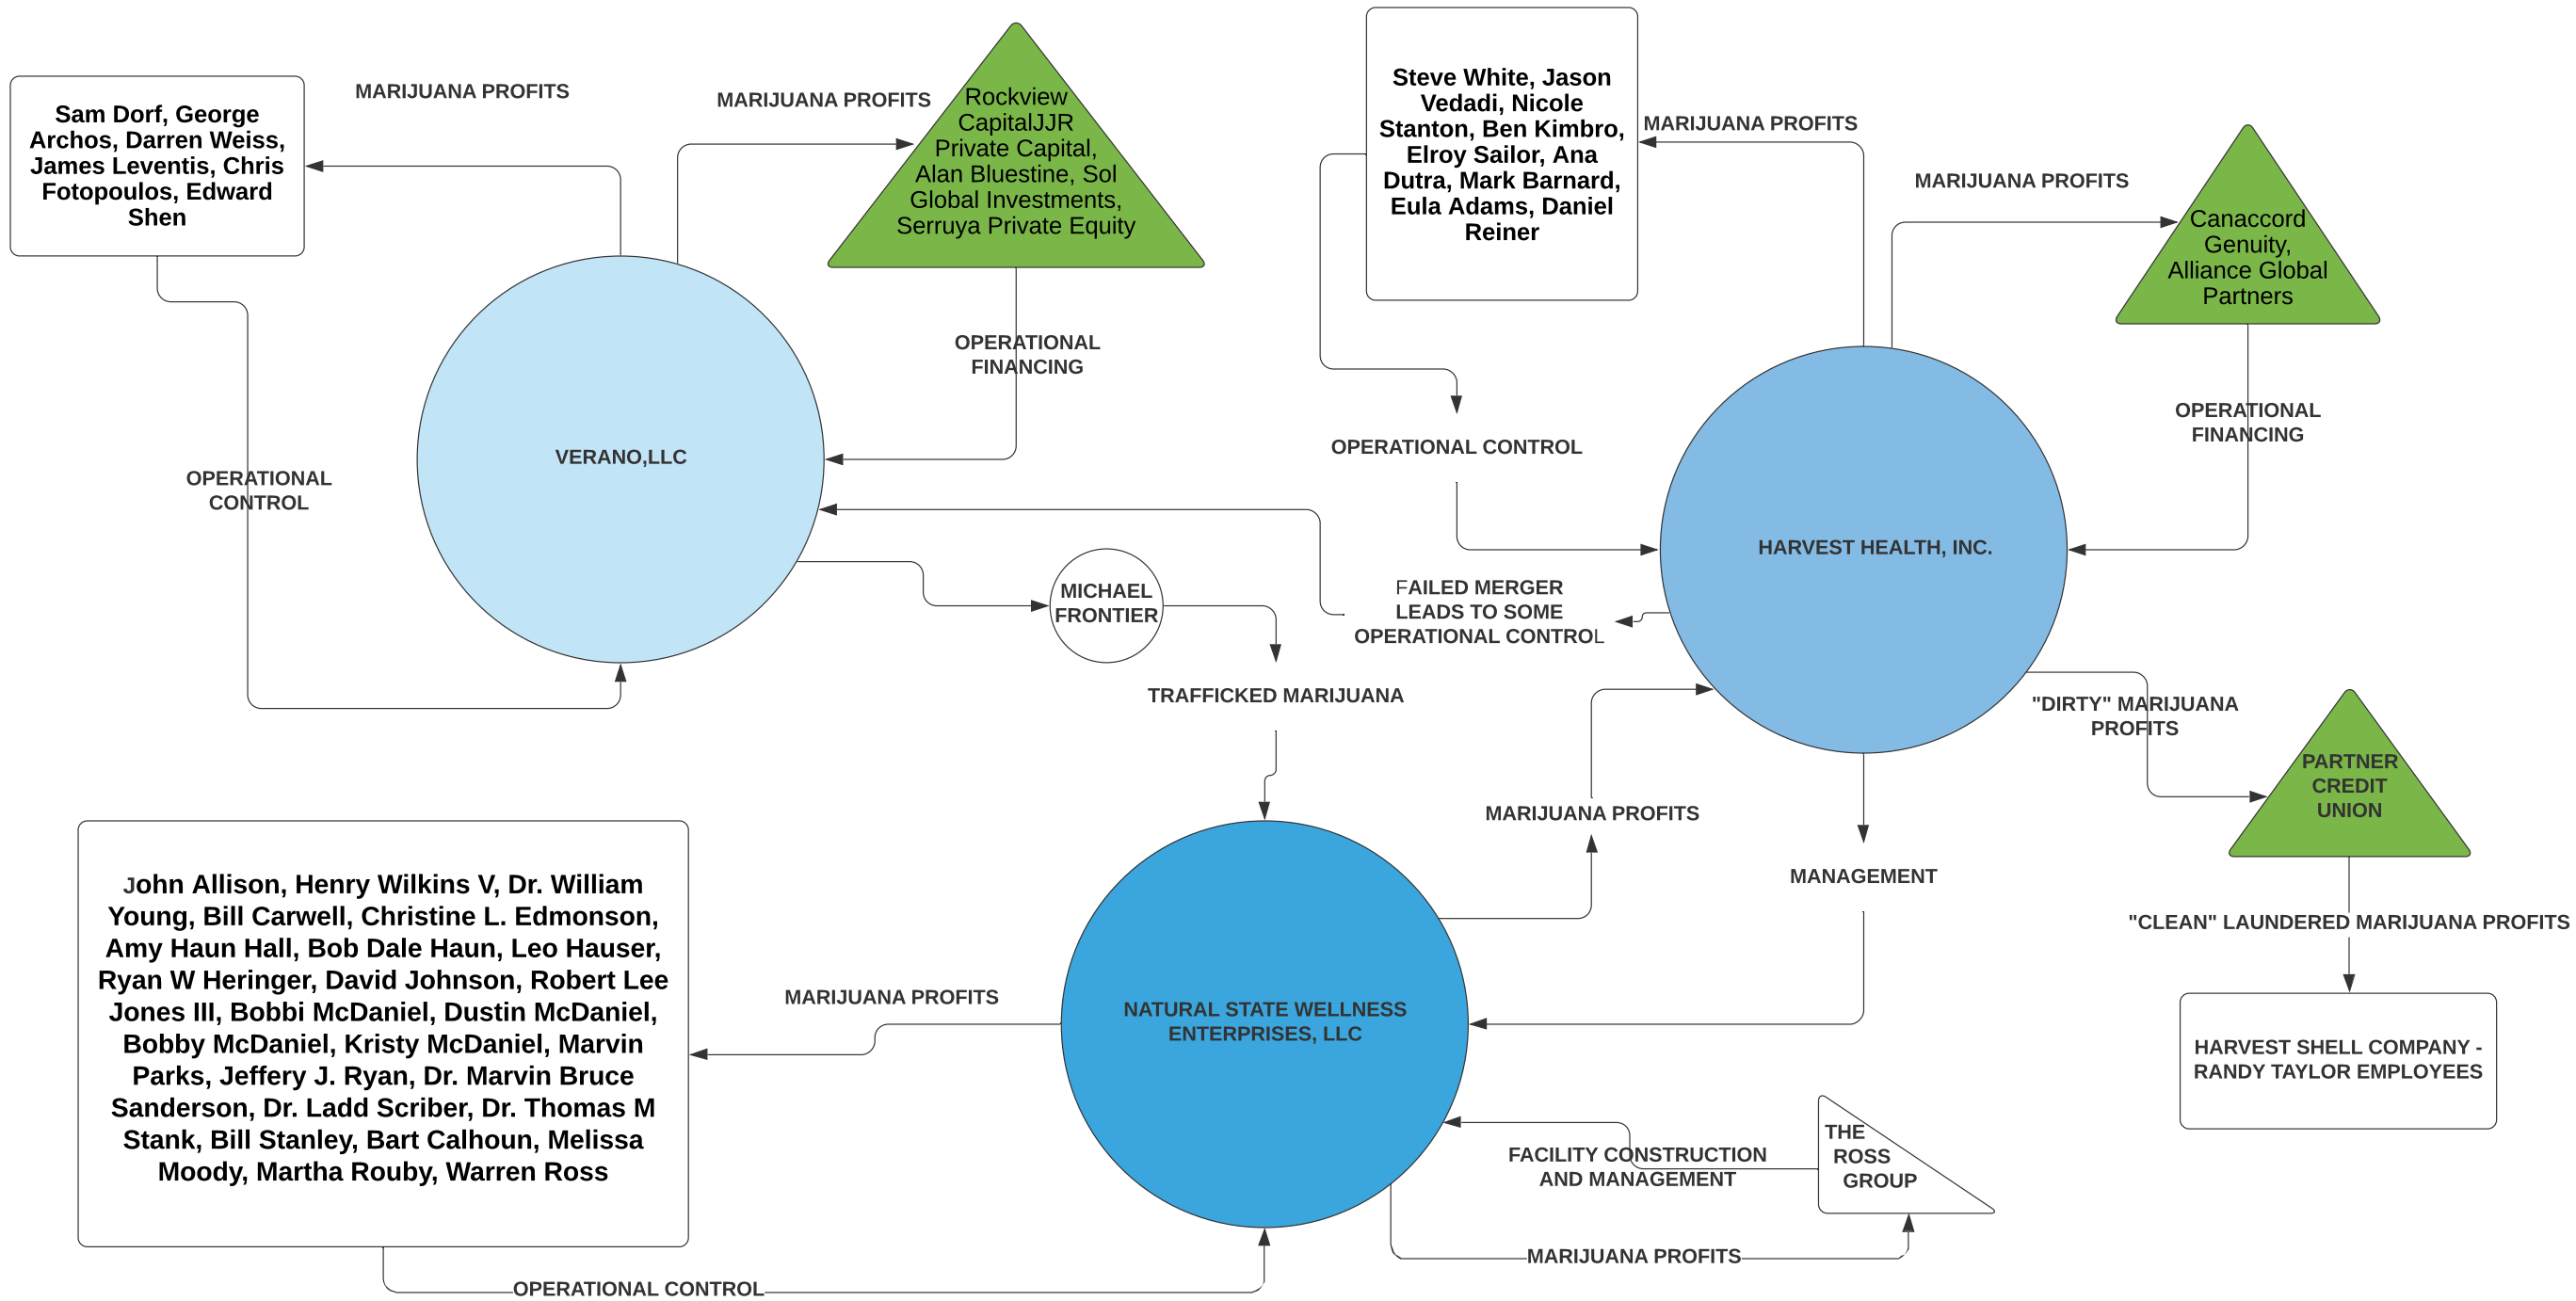 MARIJUANA PROFITS
Sam Dorf, George
Archos, Darren Weiss,
James Leventis, Chris
Fotopoulos, Edward
Shen
OPERATIONAL
CONTROL
VERANO,LLC
MARIJUANA PROFITS
Rockview
CapitalJJR
Private Capital,
Alan Bluestine, Sol
Global Investments,
Serruya Private Equity
OPERATIONAL
FINANCING
Steve White, Jason
Vedadi, Nicole
Stanton, Ben Kimbro,
Elroy Sailor, Ana
Dutra, Mark Barnard,
Eula Adams, Daniel
Reiner
MARIJUANA PROFITS
MARIJUANA PROFITS
Canaccord
Genuity,
Alliance Global
Partners
OPERATIONAL
FINANCING
OPERATIONAL CONTROL
HARVEST HEALTH, INC.
FAILED MERGER
LEADS TO SOME
OPERATIONAL CONTROL
MICHAEL
FRONTIER
TRAFFICKED MARIJUANA
"DIRTY" MARIJUANA
PROFITS
PARTNER
CREDIT
UNION
MARIJUANA PROFITS
MANAGEMENT
"CLEAN" LAUNDERED MARIJUANA PROFITS
HARVEST SHELL COMPANY -
RANDY TAYLOR EMPLOYEES
John Allison, Henry Wilkins V, Dr. William
Young, Bill Carwell, Christine L. Edmonson,
Amy Haun Hall, Bob Dale Haun, Leo Hauser,
Ryan W Heringer, David Johnson, Robert Lee
Jones III, Bobbi McDaniel, Dustin McDaniel,
Bobby McDaniel, Kristy McDaniel, Marvin
Parks, Jeffery J. Ryan, Dr. Marvin Bruce
Sanderson, Dr. Ladd Scriber, Dr. Thomas M
Stank, Bill Stanley, Bart Calhoun, Melissa
Moody, Martha Rouby, Warren Ross
MARIJUANA PROFITS
NATURAL STATE WELLNESS
ENTERPRISES, LLC
FACILITY CONSTRUCTION
AND MANAGEMENT
THE
ROSS
GROUP
MARIJUANA PROFITS
OPERATIONAL CONTROL